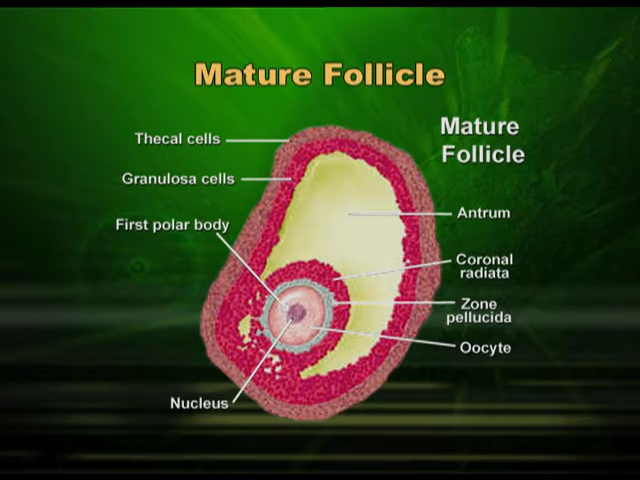 Mature Follicle
Mature
Follicle
Thecal cells
Granulosa cells
First polar body
Antrum
Coronal
radiata
Zone
pellucida
Oocyte
Nucleus